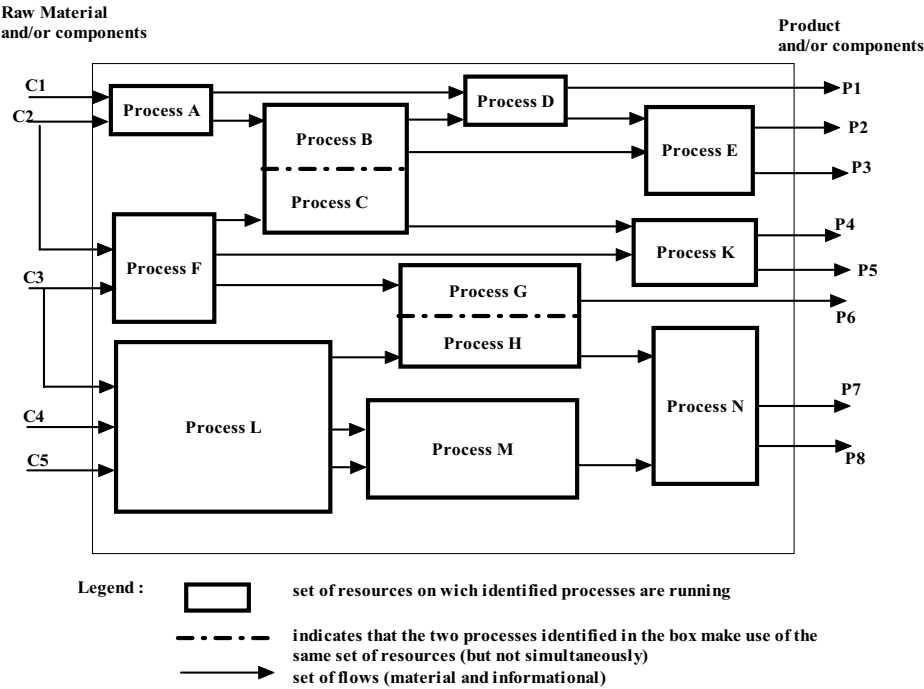 Raw Material
and/or components
Product
and/or components
C1
P1
Process A
Process D
C2
P2
Process B
Process E
P3
Process C
P4
Process F
Process K
C3
P5
Process G
P6
Process H
P7
Process N
C4
Process L
Process M
P8
C5
Legend :
set of resources on wich identified processes are running
indicates that the two processes identified in the box make use of the
same set of resources (but not simultaneously)
set of flows (material and informational)